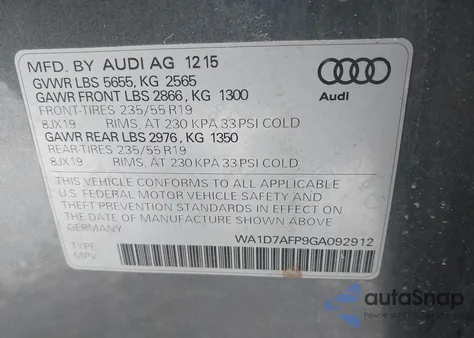 MFD. BY AUDI AG 12 15
GVWR LBS 5655, KG 2565
GAWR FRONT LBS 2866, KG 1300
FRONT-TIRES 235/55 R19
8JX19 RIMS, AT 230 KPA 33 PSI COLD
GAWR REAR LBS 2976, KG 1350
REAR-TIRES 235/55 R19
8JX19 RIMS, AT 230 KPA 33 PSI COLD
Audi
THIS VEHICLE CONFORMS TO ALL APPLICABLE
U.S. FEDERAL MOTOR VEHICLE SAFETY AND
THEFT PREVENTION STANDARDS IN EFFECT ON
THE DATE OF MANUFACTURE SHOWN ABOVE
GERMANY
WA1D7AFP9GA092912
TYPE:
MPV
autoSnap